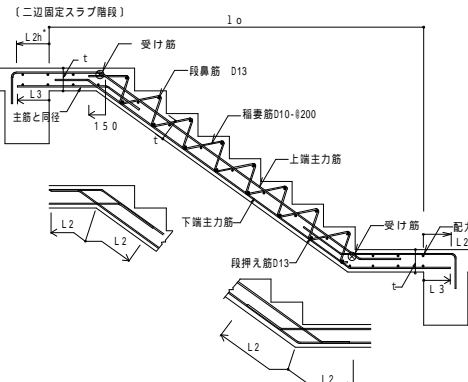 (二辺固定スラブ階段)
lo
L2h*
t
受け筋
段鼻筋 D13
L3
主筋と同径
150
t
稲妻筋D10-@200
上端主力筋
下端主力筋
受け筋
L2
L2
段押え筋D13
t
L3
L2
L2